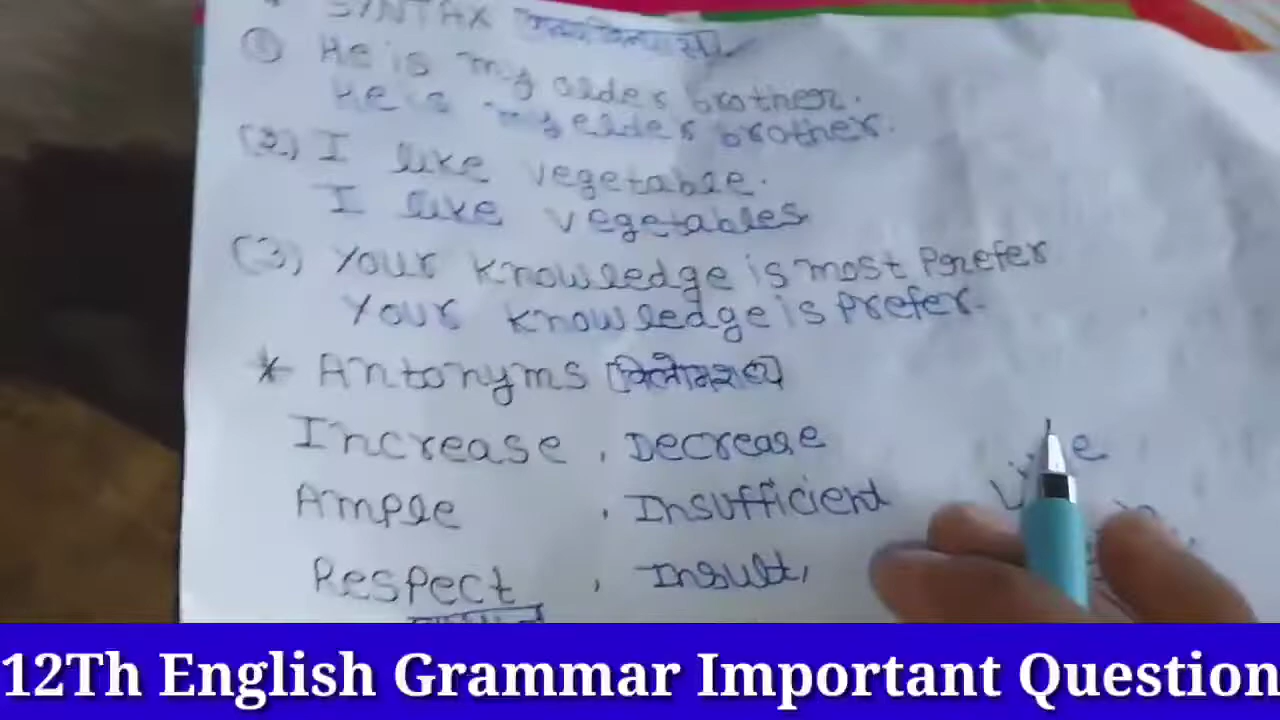 * SYNTAX [वाक्यविन्यास]
(1) He is my older brother.
He is my elder brother.
(2) I like vegetable.
I like vegetables
(3) Your knowledge is most Prefer
Your knowledge is Prefer.
* Antonyms [विलोमशब्द]
Increase , Decrease
Ample , Insufficient
Respect , Insult,
12Th English Grammar Important Question